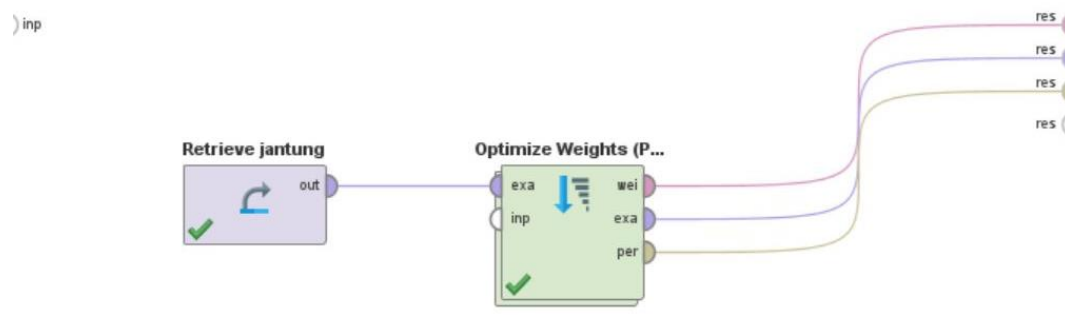 inp
res
res
res
res
Retrieve jantung
out
Optimize Weights (P...
exa
wei
inp
exa
per